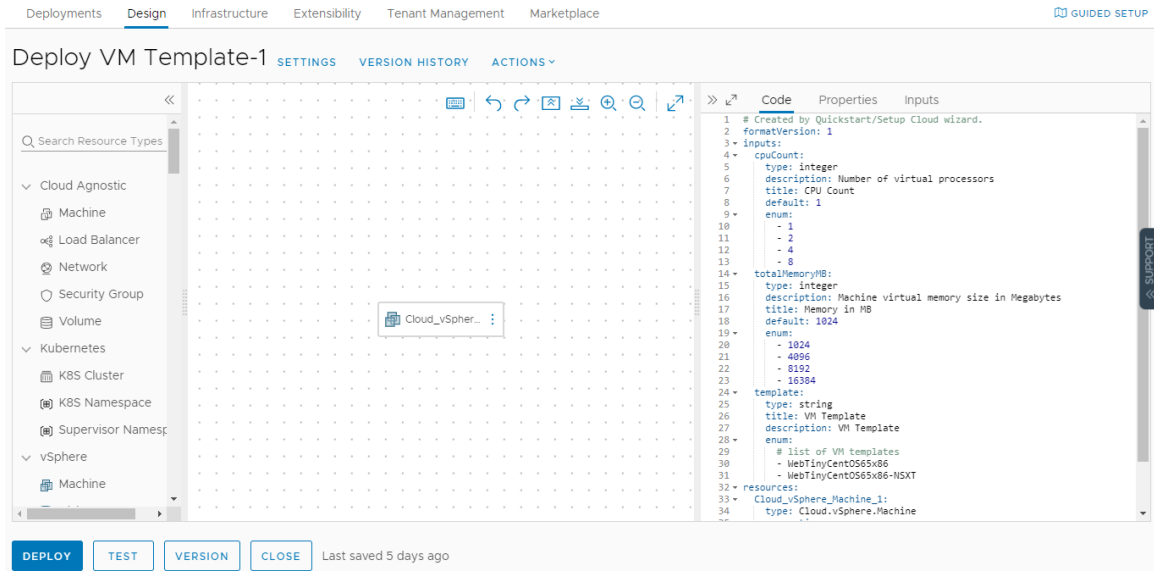 Deployments Design Infrastructure Extensibility Tenant Management Marketplace GUIDED SETUP
Deploy VM Template-1 SETTINGS VERSION HISTORY ACTIONS
Search Resource Types
Cloud Agnostic
Machine
Load Balancer
Network
Security Group
Volume
Kubernetes
K8S Cluster
K8S Namespace
Supervisor Namesp
vSphere
Machine
Cloud_vSpher...
Code Properties Inputs
1 # Created by Quickstart/Setup Cloud wizard.
2 formatVersion: 1
3 inputs:
4 cpuCount:
5 type: integer
6 description: Number of virtual processors
7 title: CPU Count
8 default: 1
9 enum:
10 - 1
11 - 2
12 - 4
13 - 8
14 totalMemoryMB:
15 type: integer
16 description: Machine virtual memory size in Megabytes
17 title: Memory in MB
18 default: 1024
19 enum:
20 - 1024
21 - 4096
22 - 8192
23 - 16384
24 template:
25 type: string
26 title: VM Template
27 description: VM Template
28 enum:
29 # list of VM templates
30 - WebTinyCentOS65x86
31 - WebTinyCentOS65x86-NSXT
32 resources:
33 Cloud_vSphere_Machine_1:
34 type: Cloud.vSphere.Machine
SUPPORT
DEPLOY TEST VERSION CLOSE Last saved 5 days ago